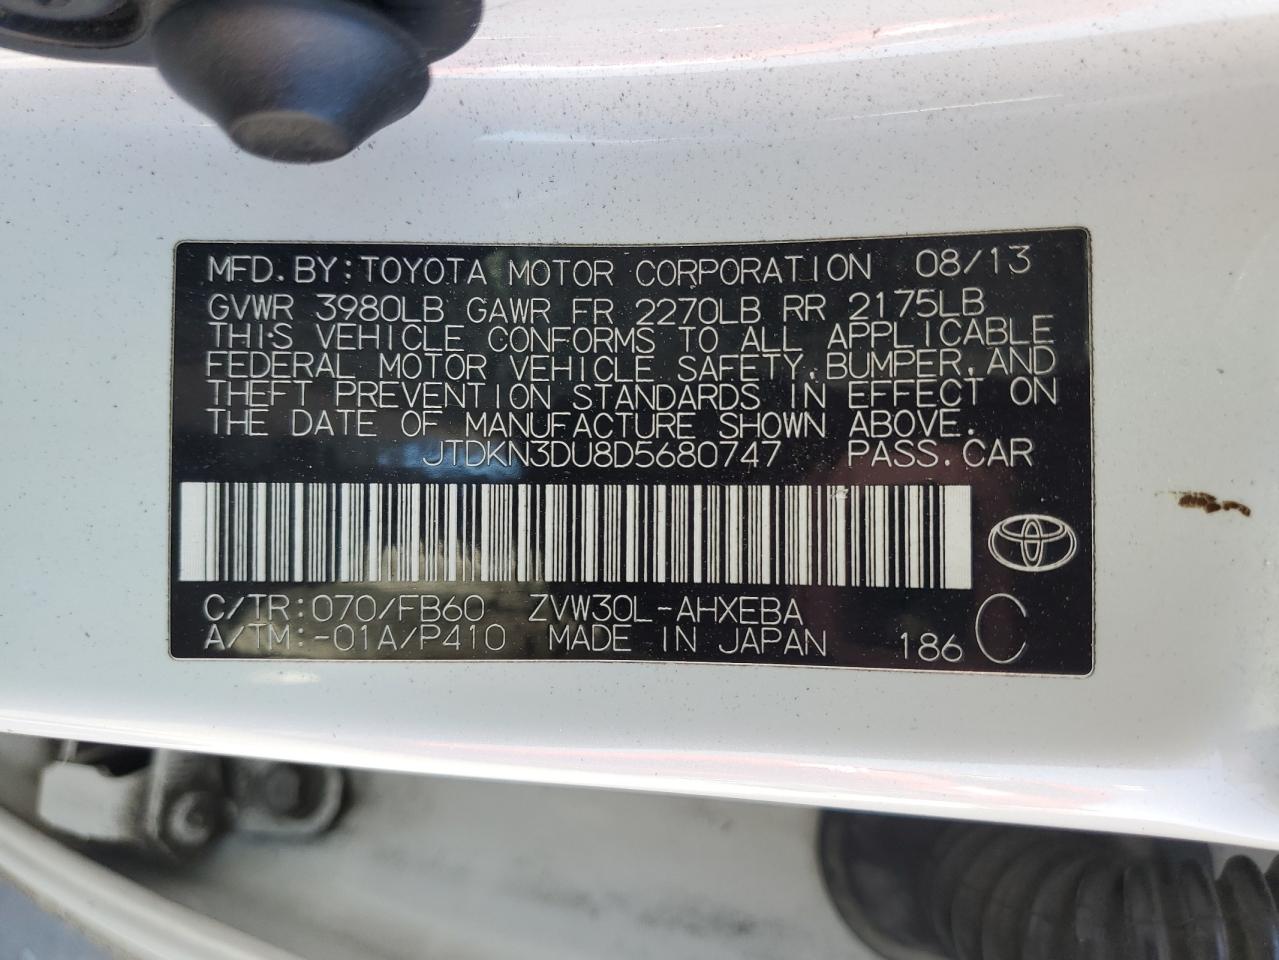 MFD.BY:TOYOTA MOTOR CORPORATION 08/13
GVWR 3980LB GAWR FR 2270LB RR 2175LB
THIS VEHICLE CONFORMS TO ALL APPLICABLE
FEDERAL MOTOR VEHICLE SAFETY,BUMPER,AND
THEFT PREVENTION STANDARDS IN EFFECT ON
THE DATE OF MANUFACTURE SHOWN ABOVE.
JTDKN3DU8D5680747 PASS.CAR
C/TR:070/FB60 ZVW30L-AHXEBA
A/TM:-01A/P410 MADE IN JAPAN 186 C